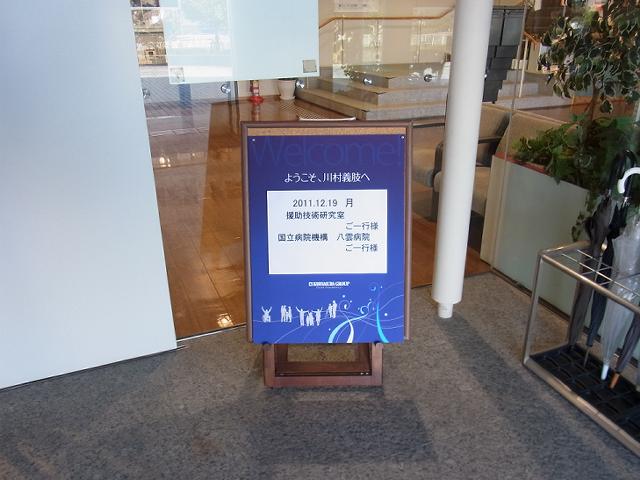 Welcome!
ようこそ、川村義肢へ
2011.12.19 月
援助技術研究室
ご一行様
国立病院機構 八雲病院
ご一行様
KAWAMURA GROUP